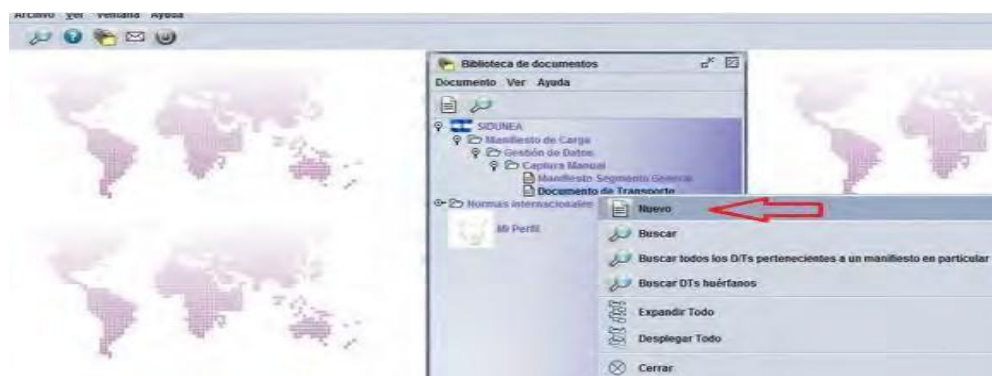 Archivo Ver Ventana Ayuda
Biblioteca de documentos
Documento Ver Ayuda
SIDUNEA
Manifiesto de Carga
Gestión de Datos
Captura Manual
Manifiesto Segmento General
Documento de Transporte
Normas internacionales
Mi Perfil
Nuevo
Buscar
Buscar todos los D/Ts pertenecientes a un manifiesto en particular
Buscar DTs huérfanos
Expandir Todo
Desplegar Todo
Cerrar